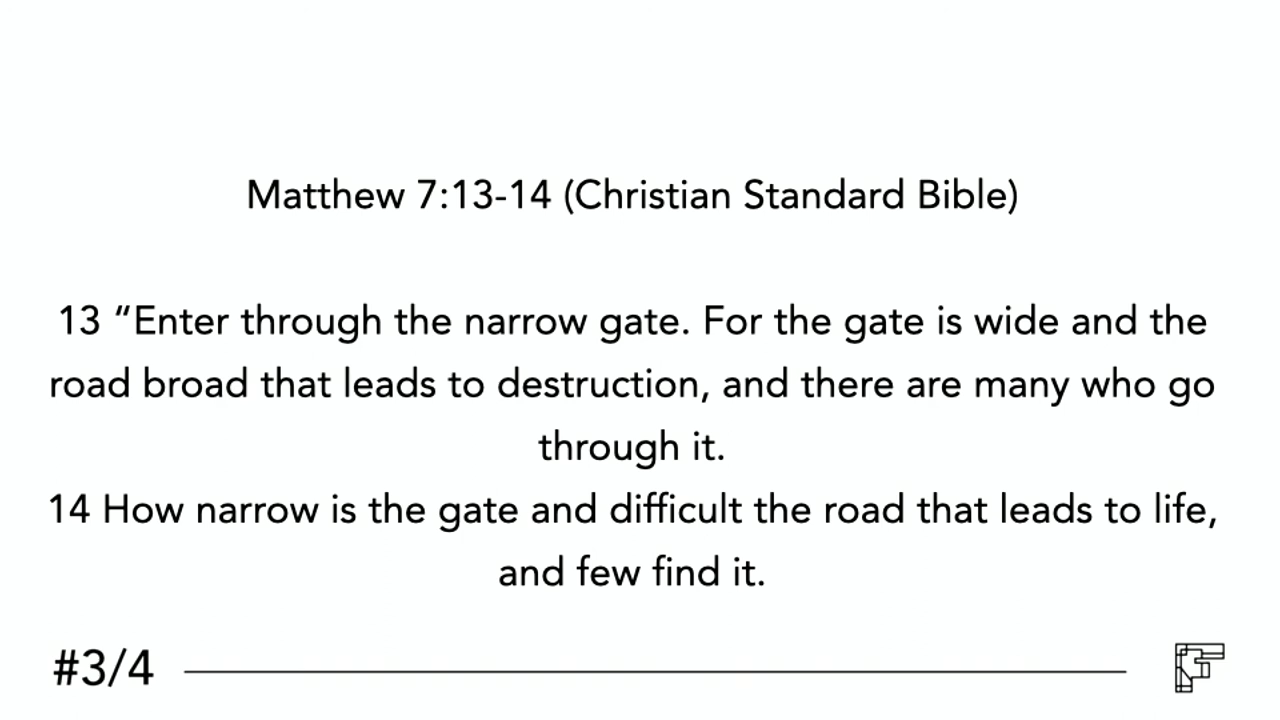 Matthew 7:13-14 (Christian Standard Bible)
13 “Enter through the narrow gate. For the gate is wide and the
road broad that leads to destruction, and there are many who go
through it.
14 How narrow is the gate and difficult the road that leads to life,
and few find it.
#3/4